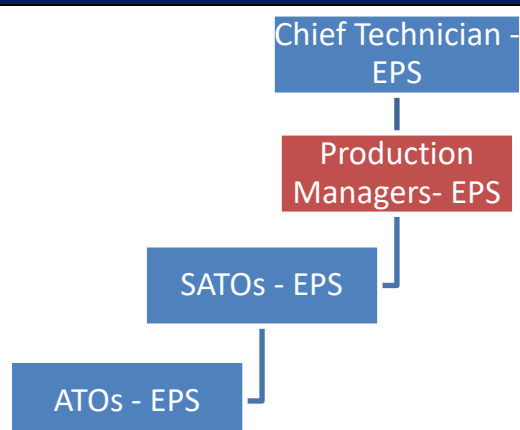 Chief Technician -
EPS
Production
Managers- EPS
SATOs - EPS
ATOs - EPS